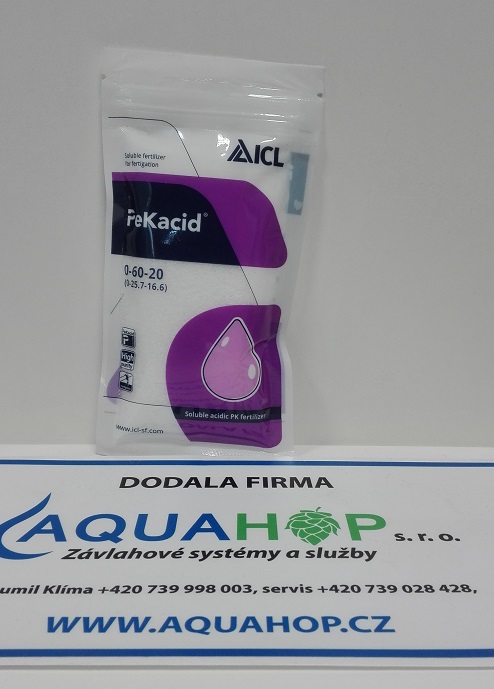 Soluble fertilizer
for fertigation
ICL
PeKacid®
0-60-20
(0-25.7-16.6)
High
Soluble acidic PK fertilizer
www.icl-sf.com
DODALA FIRMA
AQUAHOP s. r. o.
Závlahové systémy a služby
umil Klíma +420 739 998 003, servis +420 739 028 428,
WWW.AQUAHOP.CZ